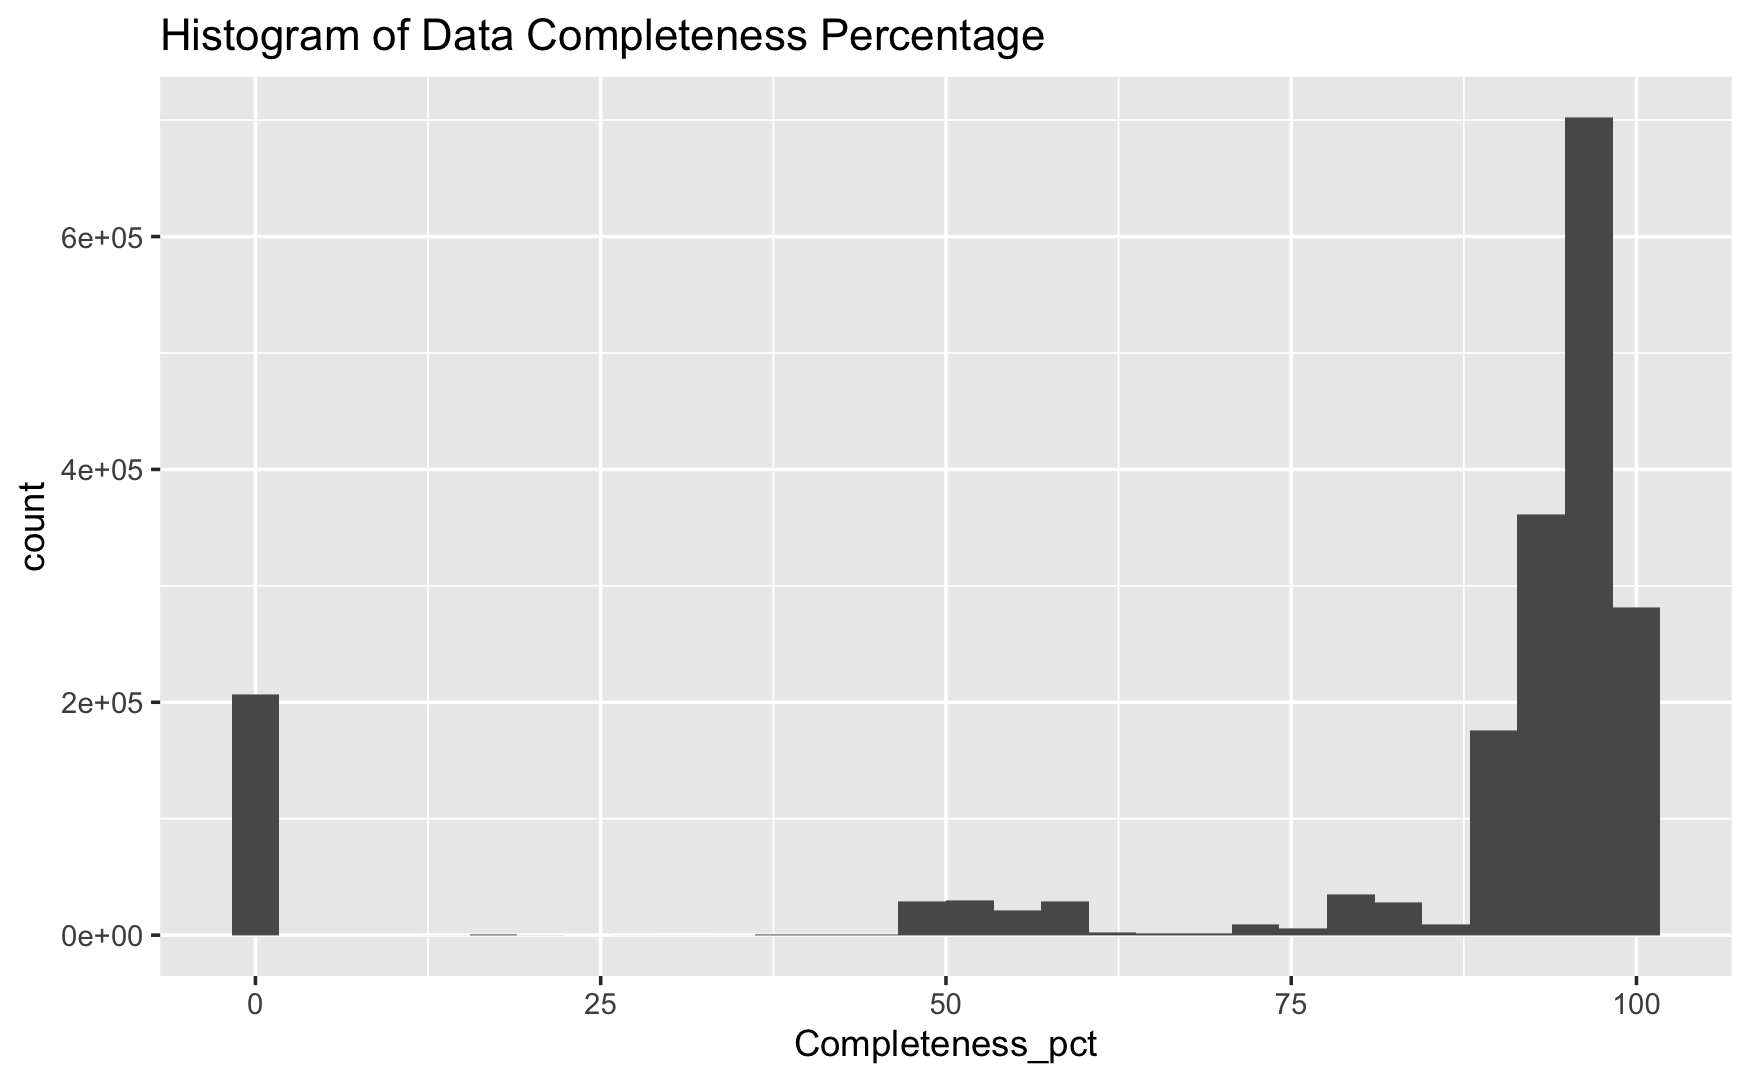 Histogram of Data Completeness Percentage
6e+05
4e+05
2e+05
0e+00
count
0
25
50
75
100
Completeness_pct